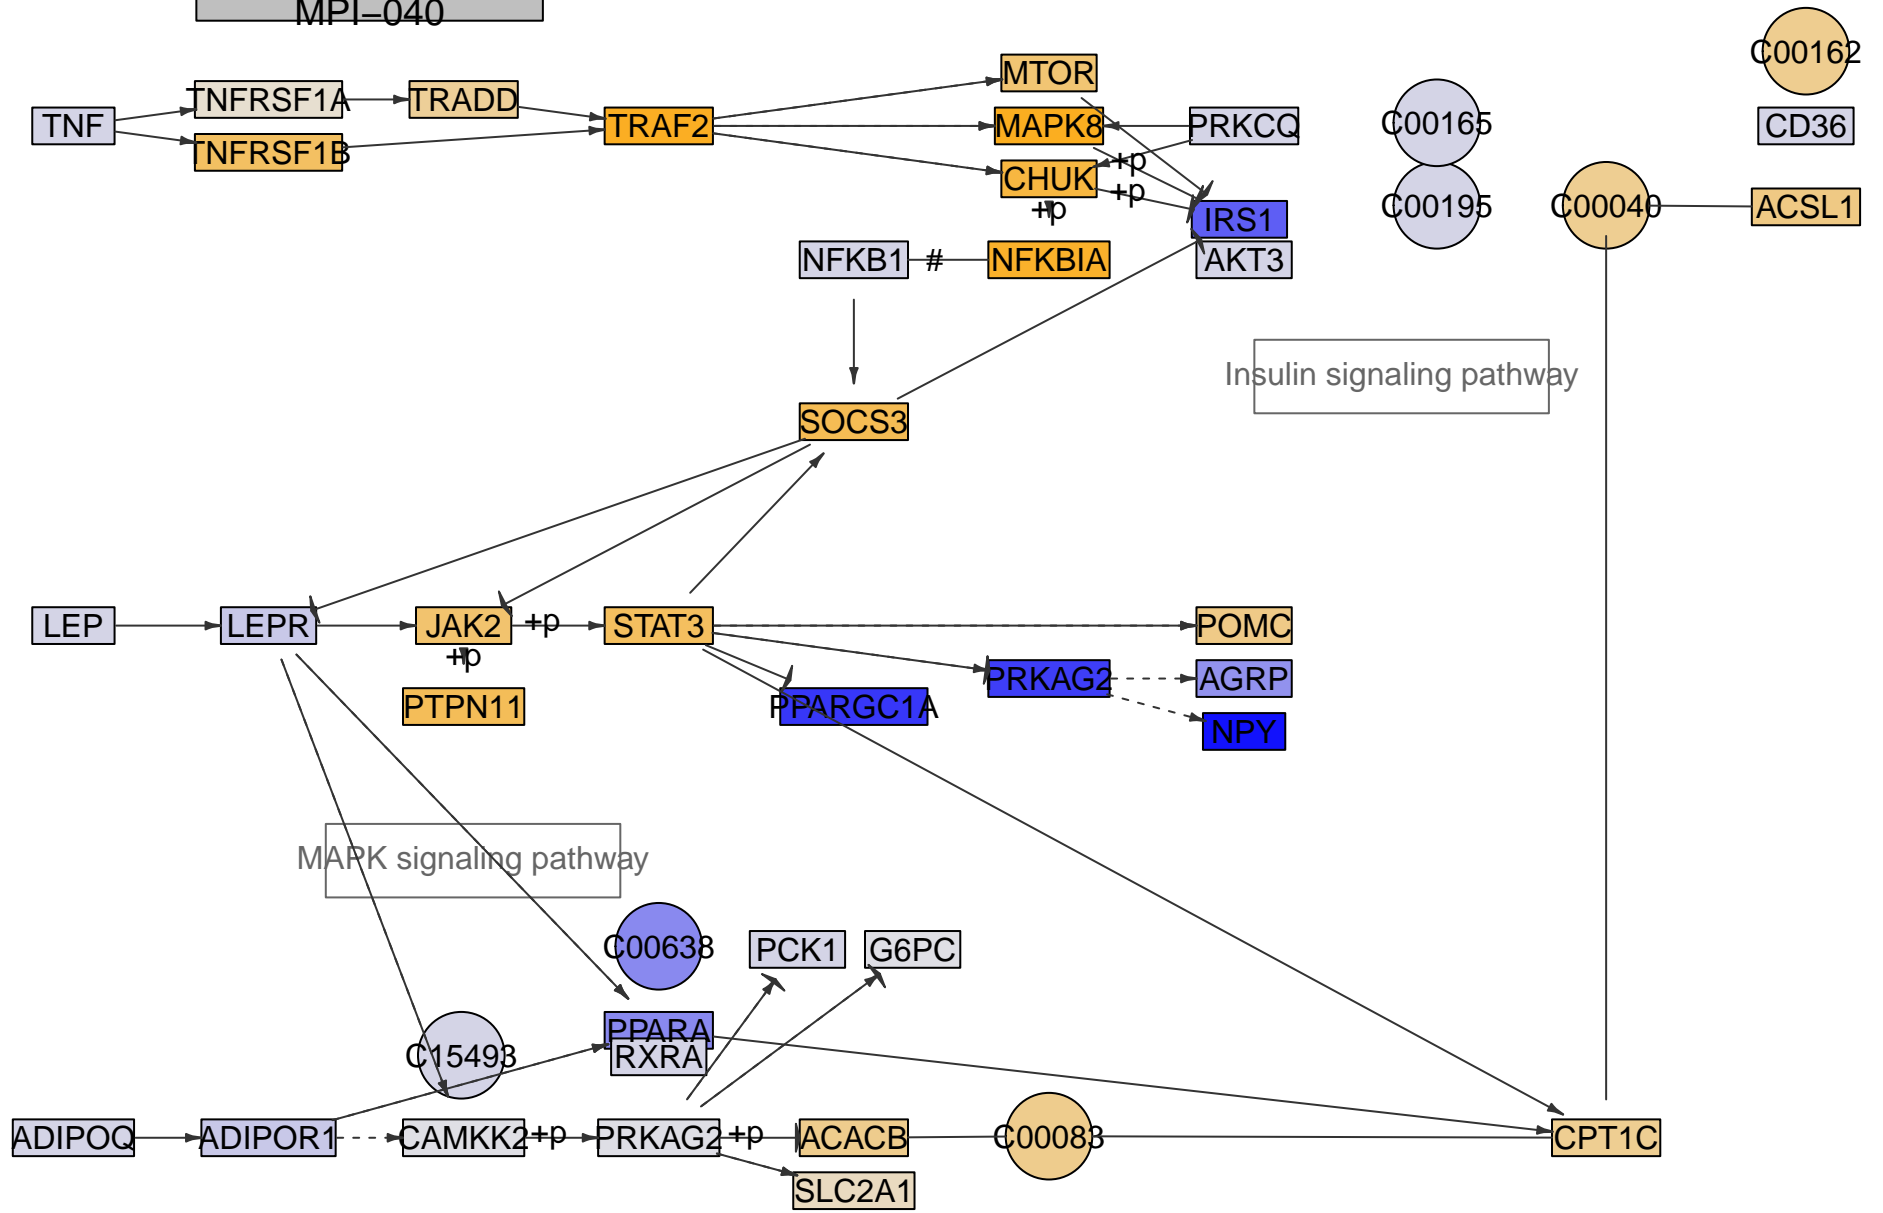 MPI−040
C00162
MTOR
TNFRSF1A
TRADD
TNF
TRAF2
MAPK8
PRKCQ
C00165
CD36
TNFRSF1B
+p
CHUK
+p
+p
IRS1
C00195
C00040
ACSL1
NFKB1
#
NFKBIA
AKT3
Insulin signaling pathway
SOCS3
LEP
LEPR
JAK2
+p
STAT3
POMC
+p
PRKAG2
AGRP
PTPN11
PPARGC1A
NPY
MAPK signaling pathway
C00638
PCK1
G6PC
PPARA
C15493
RXRA
ADIPOQ
ADIPOR1
CAMKK2
+p
PRKAG2
+p
ACACB
C00083
CPT1C
SLC2A1